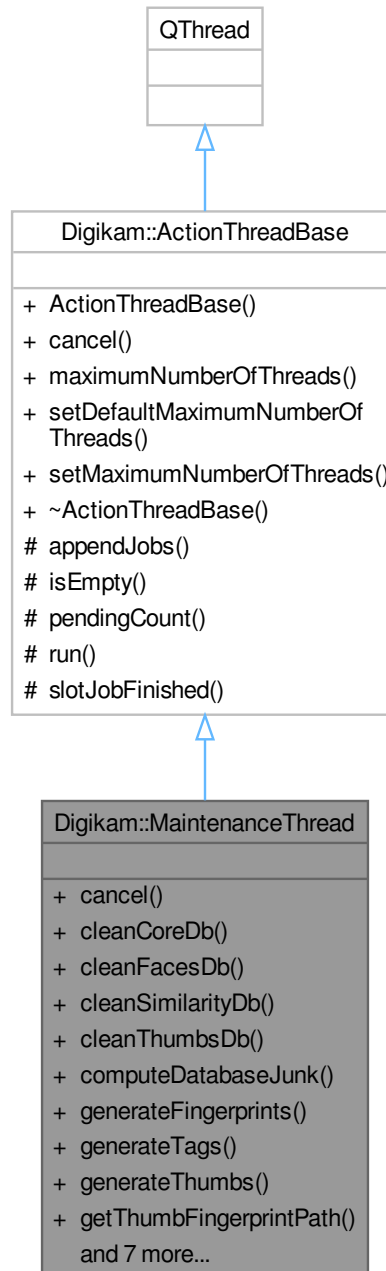 QThread
Digikam::ActionThreadBase
+ ActionThreadBase()
+ cancel()
+ maximumNumberOfThreads()
+ setDefaultMaximumNumberOf
Threads()
+ setMaximumNumberOfThreads()
+ ~ActionThreadBase()
# appendJobs()
# isEmpty()
# pendingCount()
# run()
# slotJobFinished()
Digikam::MaintenanceThread
+ cancel()
+ cleanCoreDb()
+ cleanFacesDb()
+ cleanSimilarityDb()
+ cleanThumbsDb()
+ computeDatabaseJunk()
+ generateFingerprints()
+ generateTags()
+ generateThumbs()
+ getThumbFingerprintPath()
and 7 more...